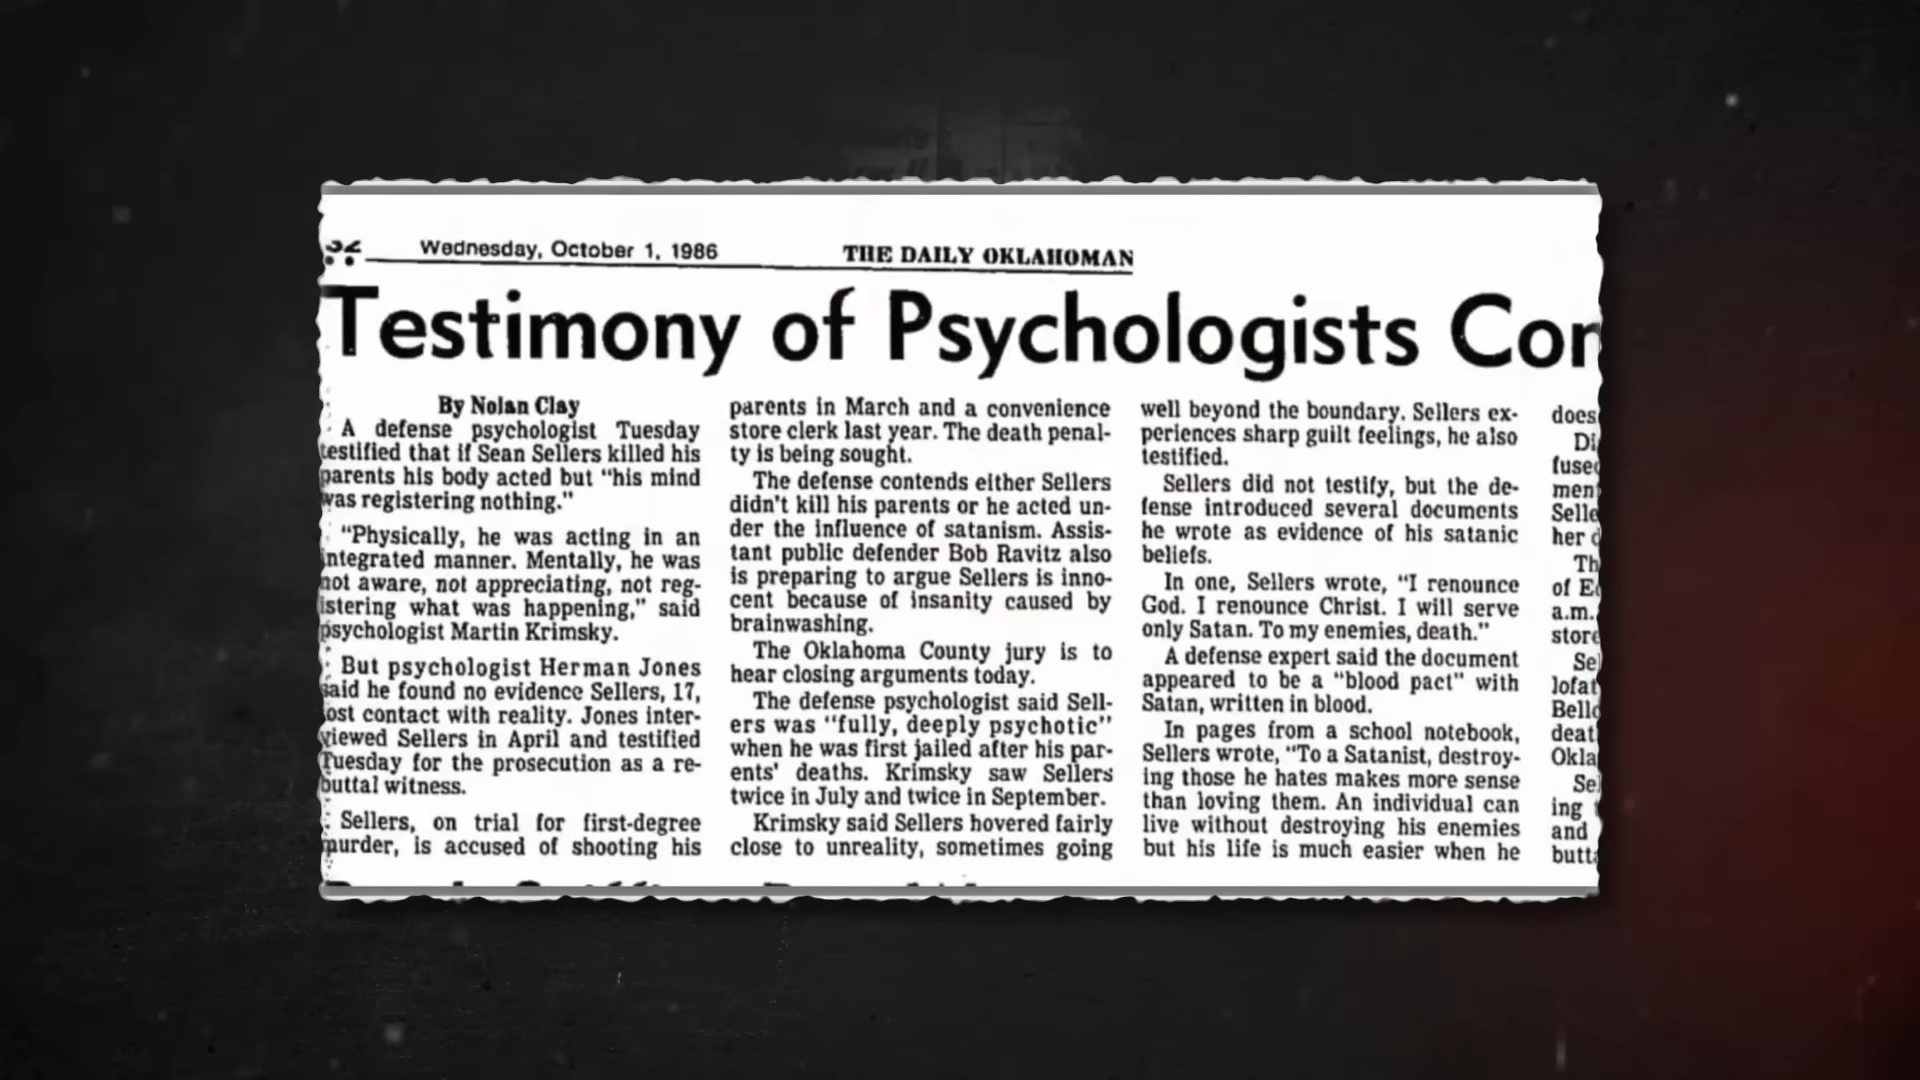 Wednesday, October 1, 1986
THE DAILY OKLAHOMAN
Testimony of Psychologists
By Nolan Clay
A defense psychologist Tuesday
testified that if Sean Sellers killed his
parents his body acted but "his mind
was registering nothing."
"Physically, he was acting in an
integrated manner. Mentally, he was
not aware, not appreciating, not reg-
istering what was happening," said
psychologist Martin Krimsky.
But psychologist Herman Jones
said he found no evidence Sellers, 17,
lost contact with reality. Jones inter-
viewed Sellers in April and testified
Tuesday for the prosecution as a re-
buttal witness.
Sellers, on trial for first-degree
murder, is accused of shooting his
parents in March and a convenience
store clerk last year. The death penal-
ty is being sought.
The defense contends either Sellers
didn't kill his parents or he acted un-
der the influence of satanism. Assis-
tant public defender Bob Ravitz also
is preparing to argue Sellers is inno-
cent because of insanity caused by
brainwashing.
The Oklahoma County jury is to
hear closing arguments today.
The defense psychologist said Sell-
ers was "fully, deeply psychotic"
when he was first jailed after his par-
ents' deaths. Krimsky saw Sellers
twice in July and twice in September.
Krimsky said Sellers hovered fairly
close to unreality, sometimes going
well beyond the boundary. Sellers ex-
periences sharp guilt feelings, he also
testified.
Sellers did not testify, but the de-
fense introduced several documents
he wrote as evidence of his satanic
beliefs.
In one, Sellers wrote, "I renounce
God. I renounce Christ. I will serve
only Satan. To my enemies, death."
A defense expert said the document
appeared to be a "blood pact" with
Satan, written in blood.
In pages from a school notebook,
Sellers wrote, "To a Satanist, destroy-
ing those he hates makes more sense
than loving them. An individual can
live without destroying his enemies
but his life is much easier when he
does
her
of
a.m.
store
ing
and